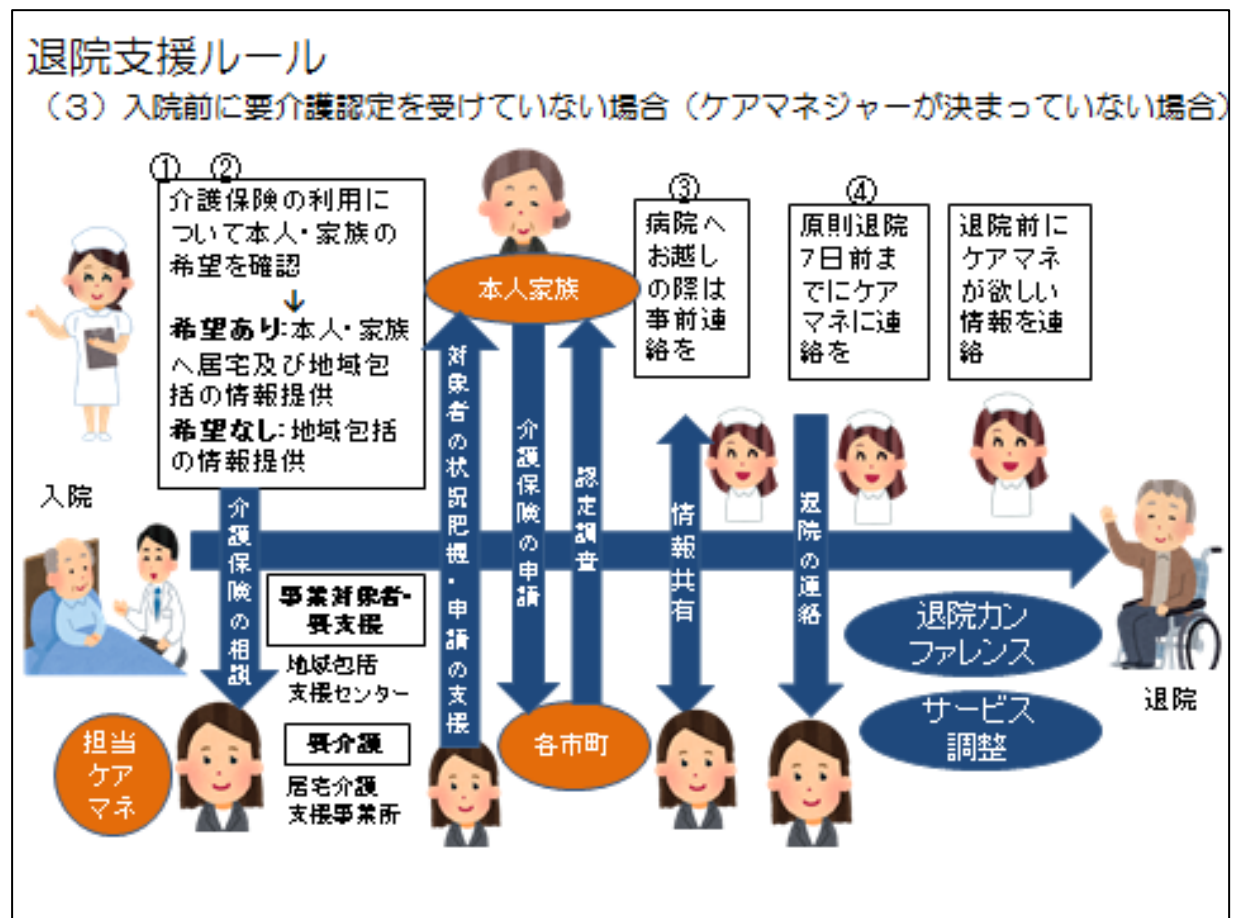 退院支援ルール
(3)入院前に要介護認定を受けていない場合(ケアマネジャーが決まっていない場合)
① ②
介護保険の利用に
ついて本人・家族の
希望を確認
↓
希望あり:本人・家族
へ居宅及び地域包
括の情報提供
希望なし:地域包括
の情報提供
本人家族
③
病院へ
お越し
の際は
事前連
絡を
④
原則退院
7日前ま
でにケア
マネに連
絡を
退院前に
ケアマネ
が欲しい
情報を連
絡
入院
介護保険の相談
対象者の状況把握・申請の支援
介護保険の申請
認定調査
情報共有
退院の連絡
事業対象者・
要支援
地域包括
支援センター
要介護
居宅介護
支援事業所
担当
ケア
マネ
各市町
退院カン
ファレンス
サービス
調整
退院